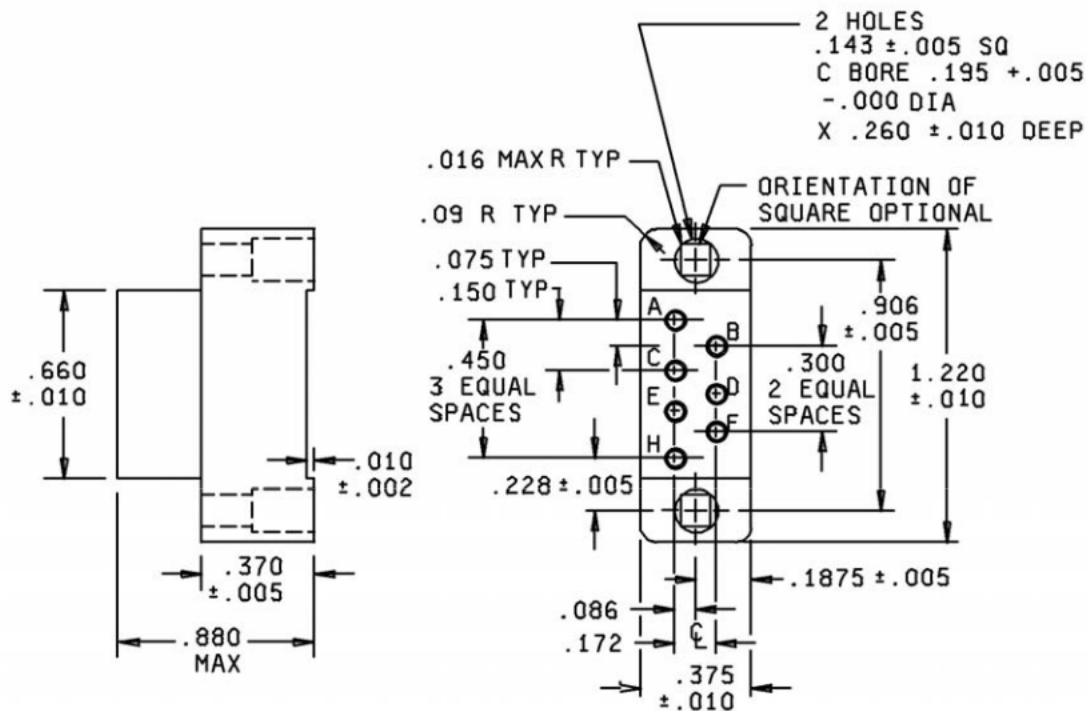 2 HOLES
.143 ±.005 SQ
C BORE .195 +.005
-.000 DIA
X .260 ±.010 DEEP
.016 MAX R TYP
ORIENTATION OF
SQUARE OPTIONAL
.09 R TYP
.075 TYP
.150 TYP
A
B
C
D
E
F
H
.450
3 EQUAL
SPACES
.906
±.005
.300
2 EQUAL
SPACES
1.220
±.010
.660
±.010
.010
±.002
.228 ±.005
.370
±.005
.1875 ±.005
.086
℄
.172
.880
MAX
.375
±.010